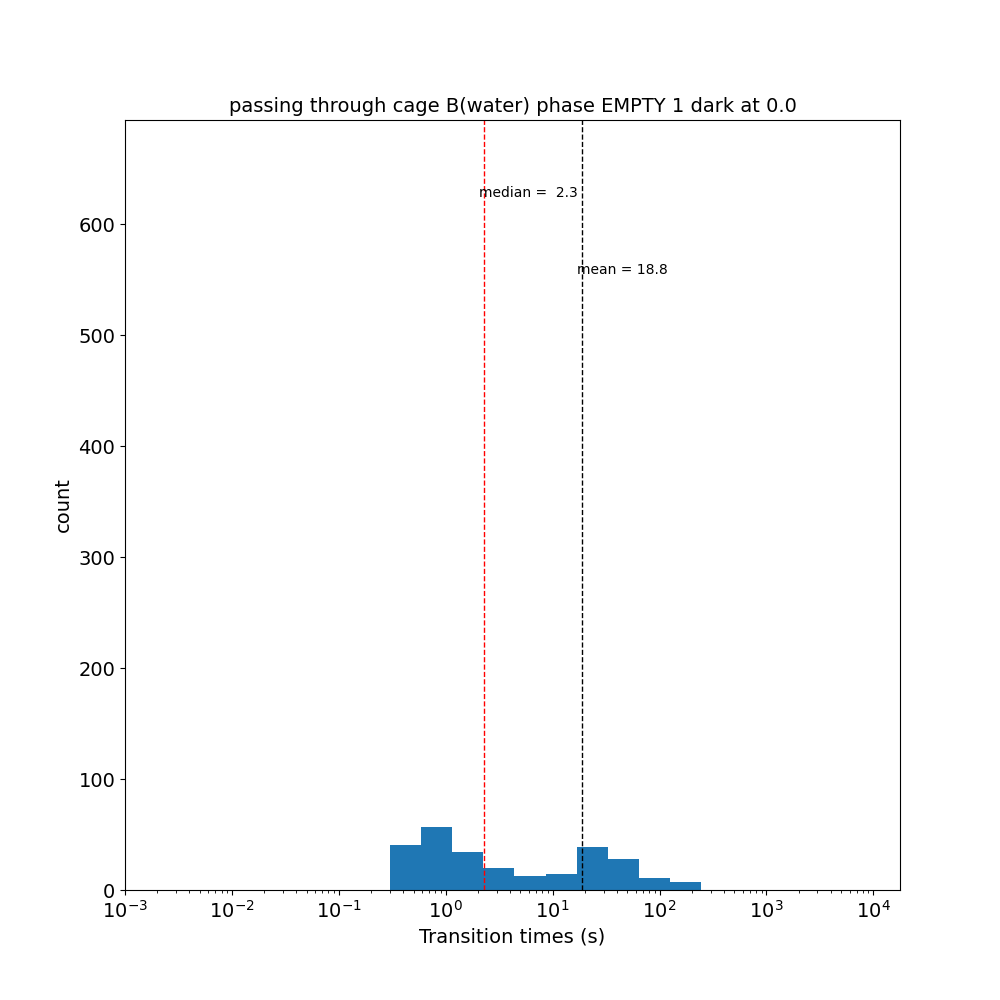 passing through cage B(water) phase EMPTY 1 dark at 0.0
median =  2.3
mean = 18.8
600
500
400
300
200
100
0
count
10⁻³ 10⁻² 10⁻¹ 10⁰ 10¹ 10² 10³ 10⁴
Transition times (s)